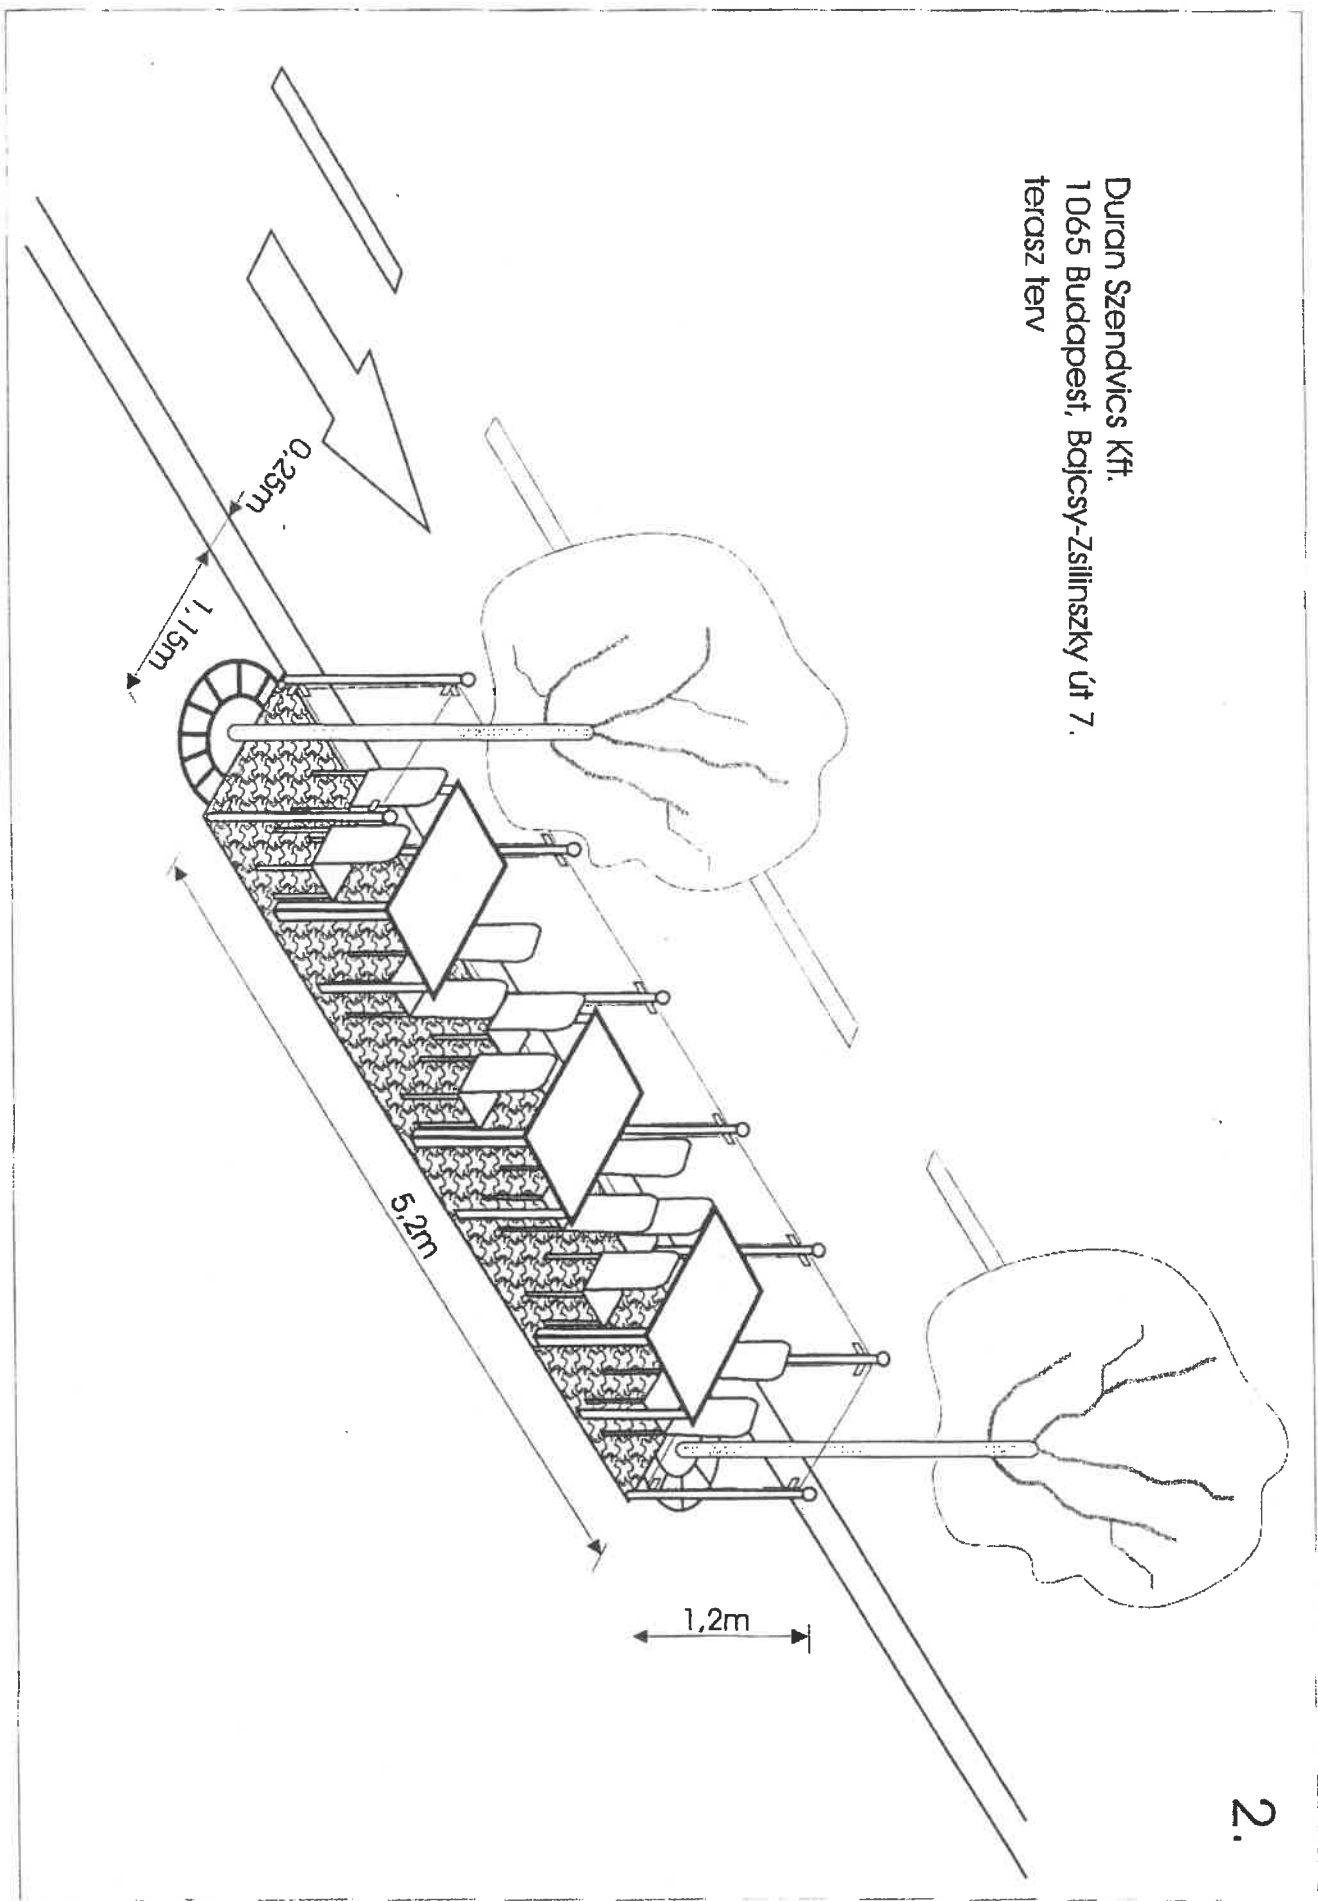 2.
Duran Szendvics Kft.
1065 Budapest, Bajcsy-Zsilinszky út 7.
terasz terv
0,25m
1,15m
5,2m
1,2m